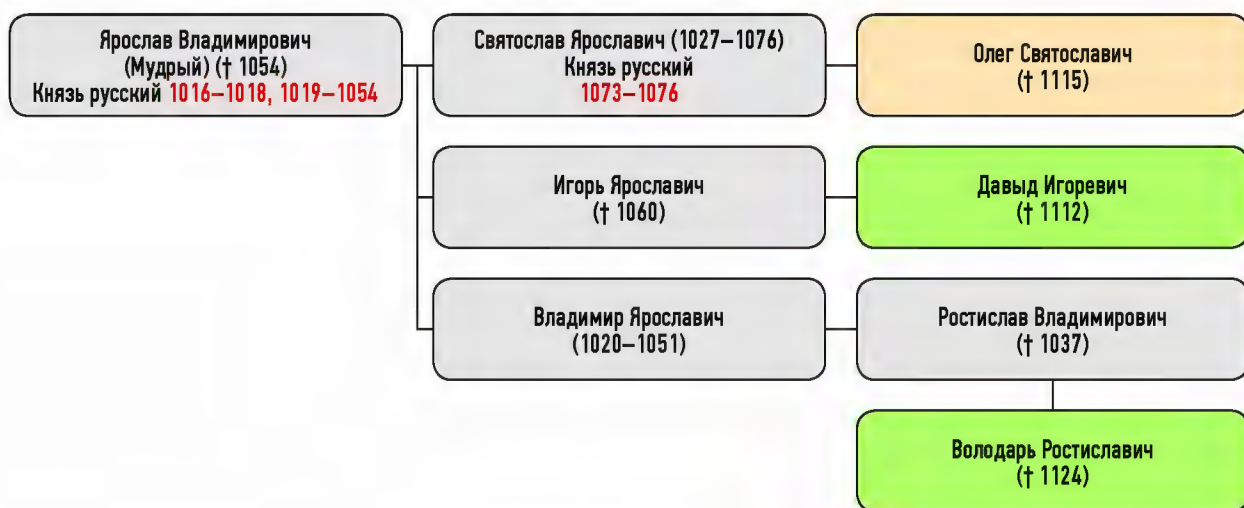 Ярослав Владимирович
(Мудрый) († 1054)
Князь русский 1016–1018, 1019–1054
Святослав Ярославич (1027–1076)
Князь русский
1073–1076
Олег Святославич
(† 1115)
Игорь Ярославич
(† 1060)
Давыд Игоревич
(† 1112)
Владимир Ярославич
(1020–1051)
Ростислав Владимирович
(† 1037)
Володарь Ростиславич
(† 1124)